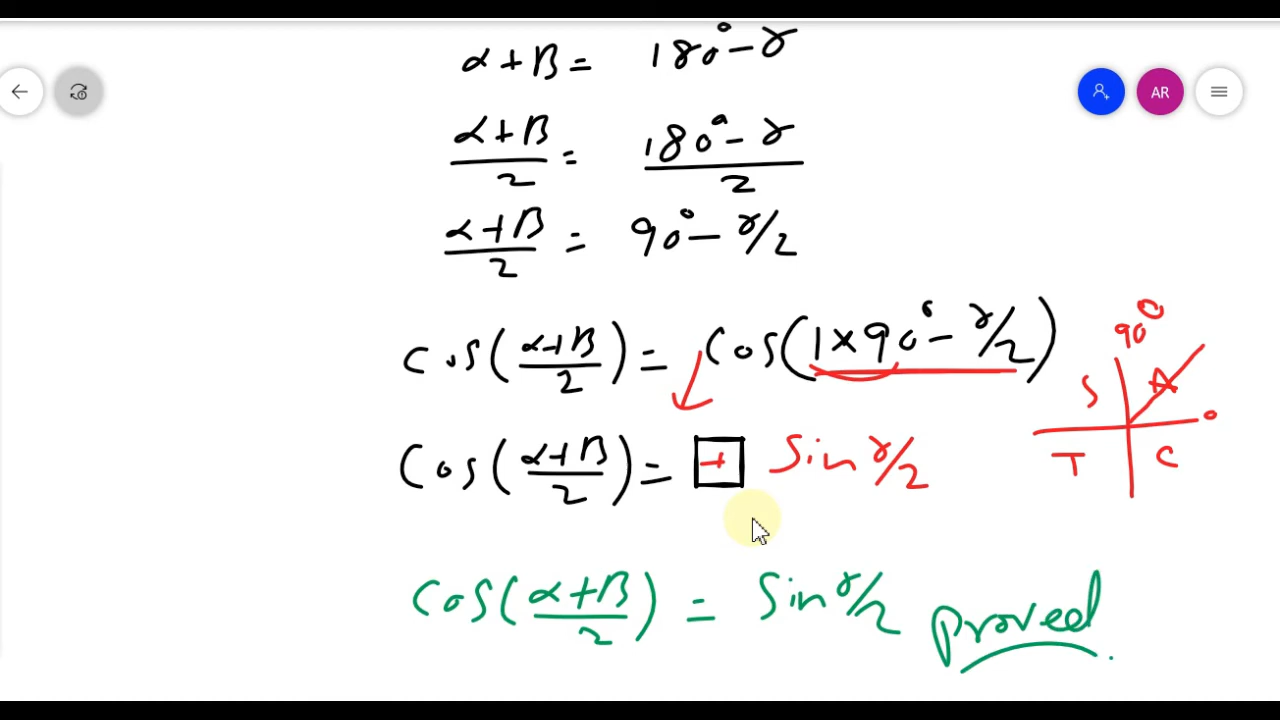 α+β= 180°-γ
AR
α+β/2 = 180°-γ/2
α+β/2 = 90°-γ/2
cos(α+β/2) = cos(1×90°-γ/2)
90°
S A
0
T C
cos(α+β/2) = + sin γ/2
cos(α+β/2) = sin γ/2 proved.